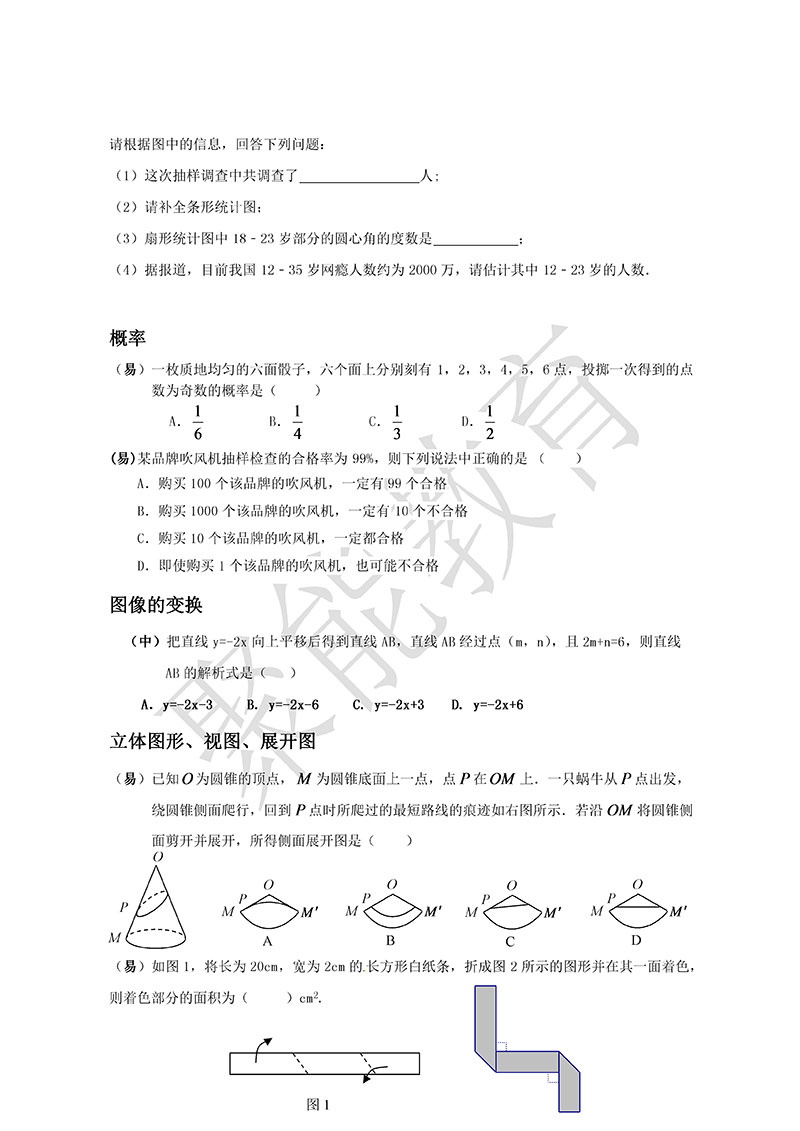 请根据图中的信息，回答下列问题：
（1）这次抽样调查中共调查了________________人；
（2）请补全条形统计图；
（3）扇形统计图中 18﹣23 岁部分的圆心角的度数是____________；
（4）据报道，目前我国 12﹣35 岁网瘾人数约为 2000 万，请估计其中 12﹣23 岁的人数．
概率
（易）一枚质地均匀的六面骰子，六个面上分别刻有 1，2，3，4，5，6 点，投掷一次得到的点
数为奇数的概率是（　　）
A．1/6　B．1/4　C．1/3　D．1/2
(易)某品牌吹风机抽样检查的合格率为 99%，则下列说法中正确的是 （　　）
A．购买 100 个该品牌的吹风机，一定有 99 个合格
B．购买 1000 个该品牌的吹风机，一定有 10 个不合格
C．购买 10 个该品牌的吹风机，一定都合格
D．即使购买 1 个该品牌的吹风机，也可能不合格
图像的变换
（中）把直线 y=-2x 向上平移后得到直线 AB，直线 AB 经过点（m，n），且 2m+n=6，则直线
AB 的解析式是（　）
A．y=-2x-3　B．y=-2x-6　C．y=-2x+3　D．y=-2x+6
立体图形、视图、展开图
（易）已知 O 为圆锥的顶点， M 为圆锥底面上一点，点 P 在 OM 上．一只蜗牛从 P 点出发，
绕圆锥侧面爬行，回到 P 点时所爬过的最短路线的痕迹如右图所示．若沿 OM 将圆锥侧
面剪开并展开，所得侧面展开图是（　　）
O
P
M
O P M M′ A
O P M M′ B
O P M M′ C
O P M M′ D
（易）如图 1，将长为 20cm，宽为 2cm 的长方形白纸条，折成图 2 所示的图形并在其一面着色，
则着色部分的面积为（　　）cm²．
图 1
聚能教育